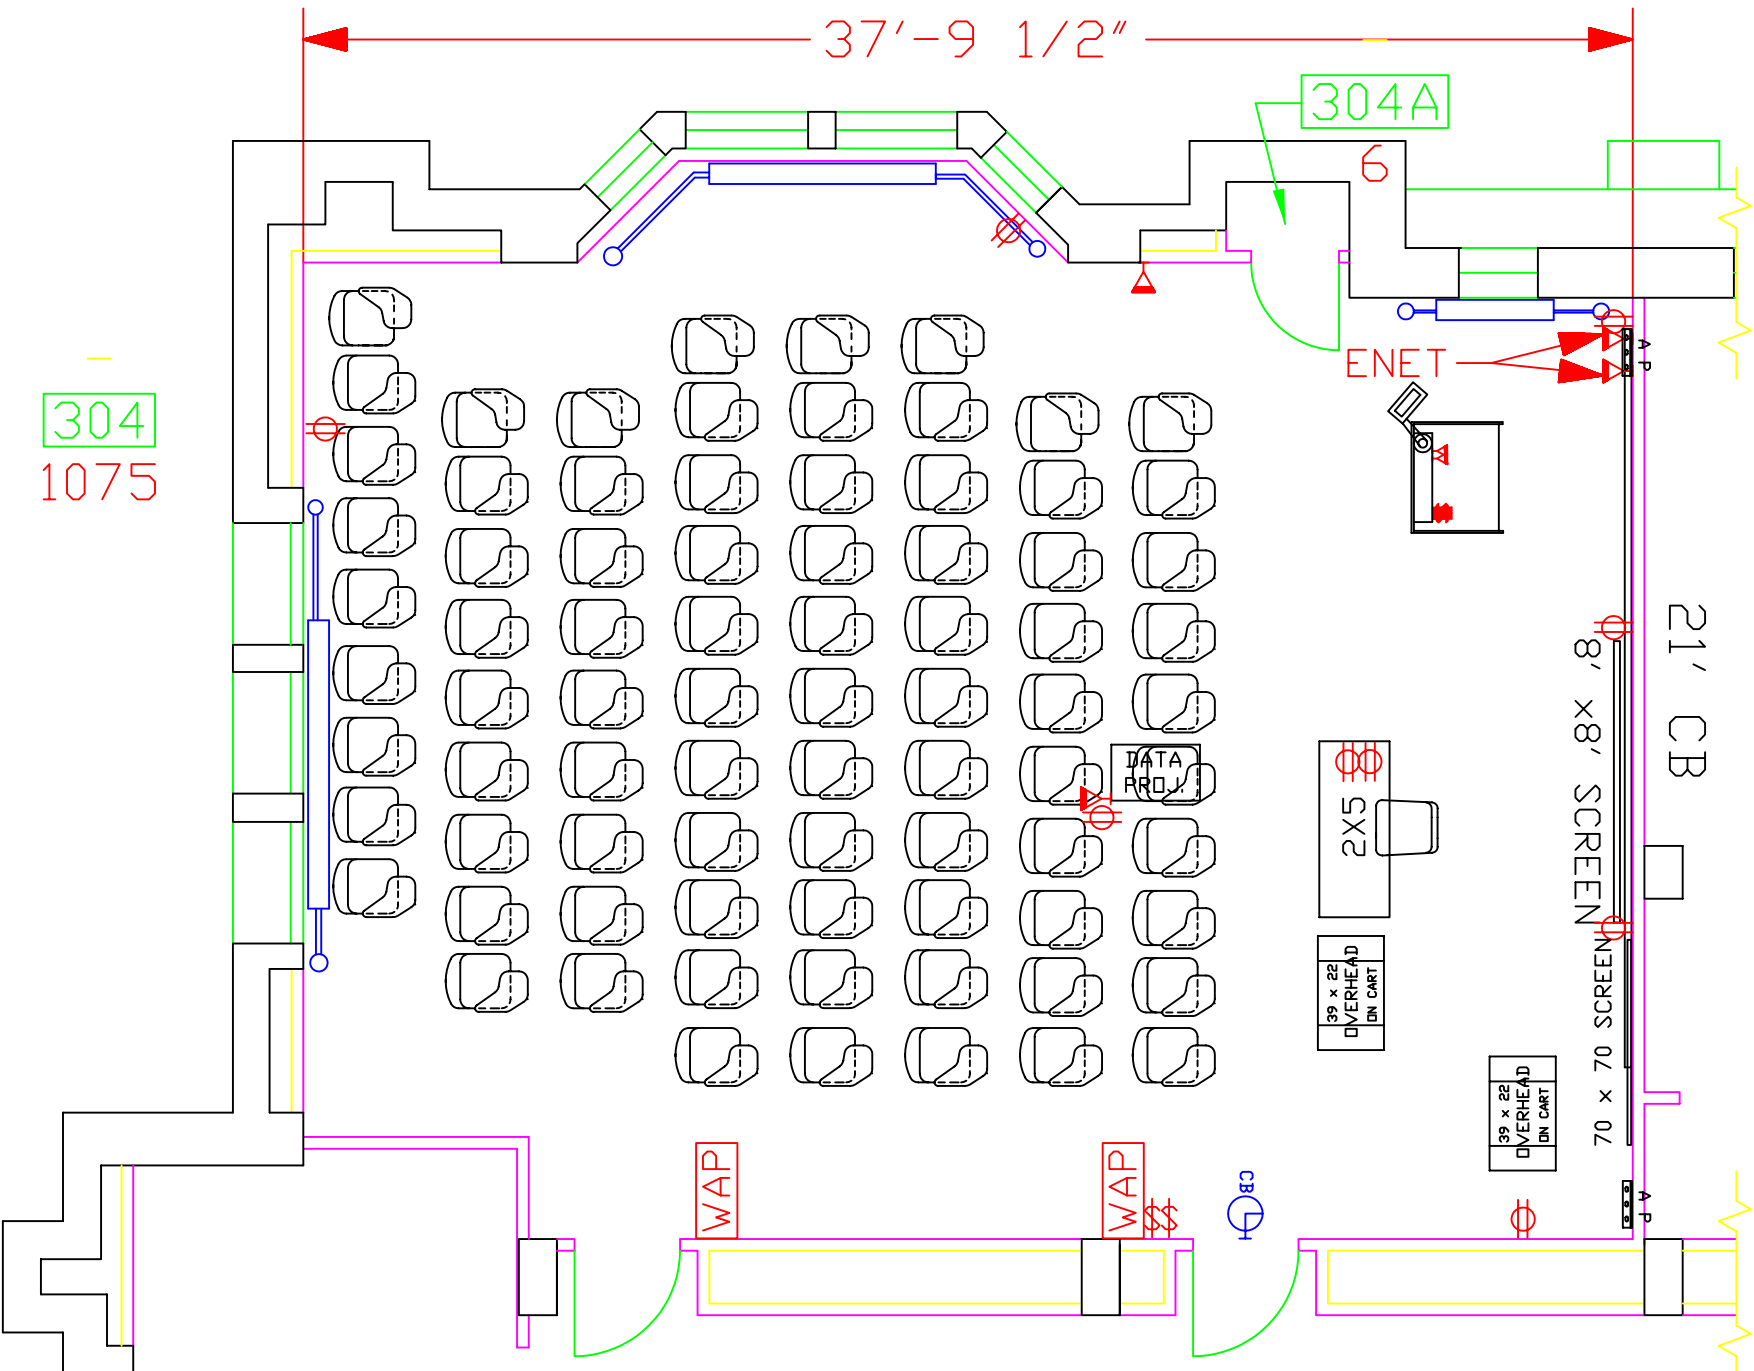 37'-9 1/2"
304A
6
ENET
A P
304
1075
21' CB
8' x8' SCREEN
DATA
PROJ.
2X5
39 x 22
OVERHEAD
ON CART
70 x 70 SCREEN
39 x 22
OVERHEAD
ON CART
WAP
WAP
$$
CB
A P